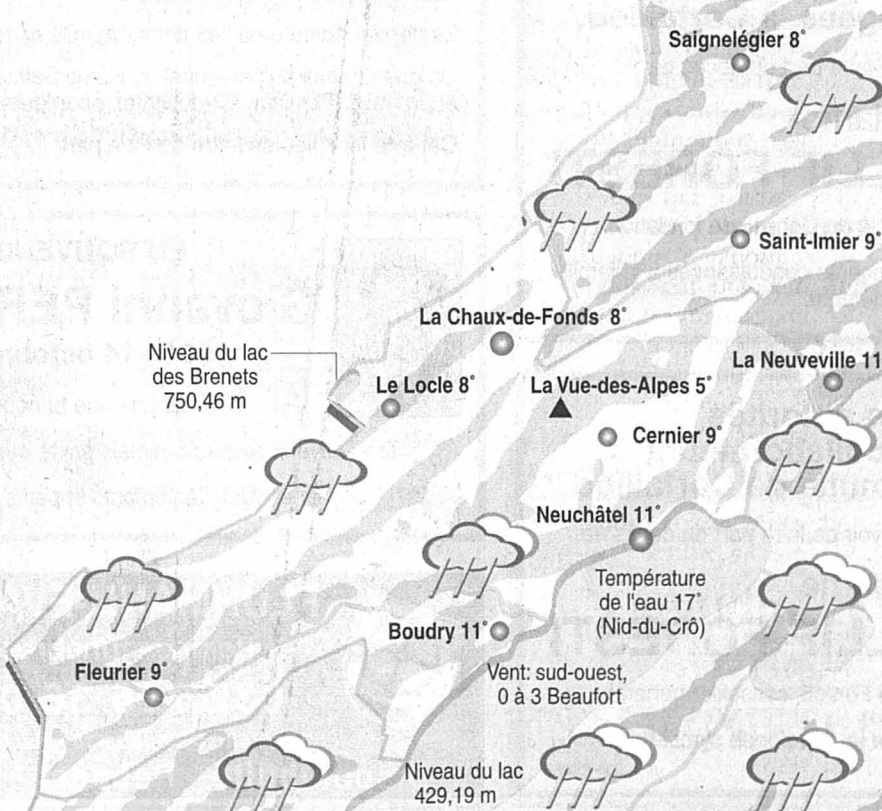 Saignelégier 8°
Saint-Imier 9°
La Chaux-de-Fonds 8°
Niveau du lac
des Brenets
750,46 m
Le Locle 8°
La Vue-des-Alpes 5°
La Neuveville 11
Cernier 9°
Neuchâtel 11°
Température
de l'eau 17°
(Nid-du-Crô)
Boudry 11°
Vent: sud-ouest,
0 à 3 Beaufort
Fleurier 9°
Niveau du lac
429,19 m